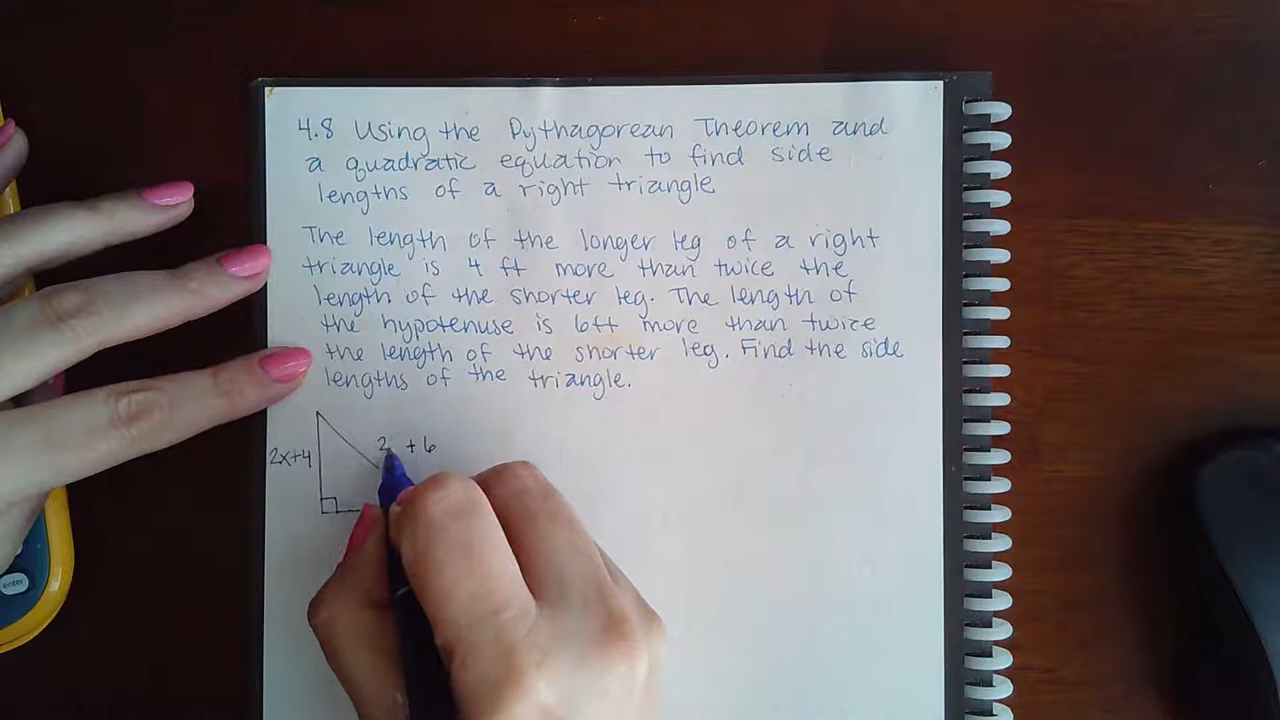 4.8 Using the Pythagorean Theorem and
a quadratic equation to find side
lengths of a right triangle
The length of the longer leg of a right
triangle is 4 ft more than twice the
length of the shorter leg. The length of
the hypotenuse is 6ft more than twice
the length of the shorter leg. Find the side
lengths of the triangle.
2 +6
2x+4
enter